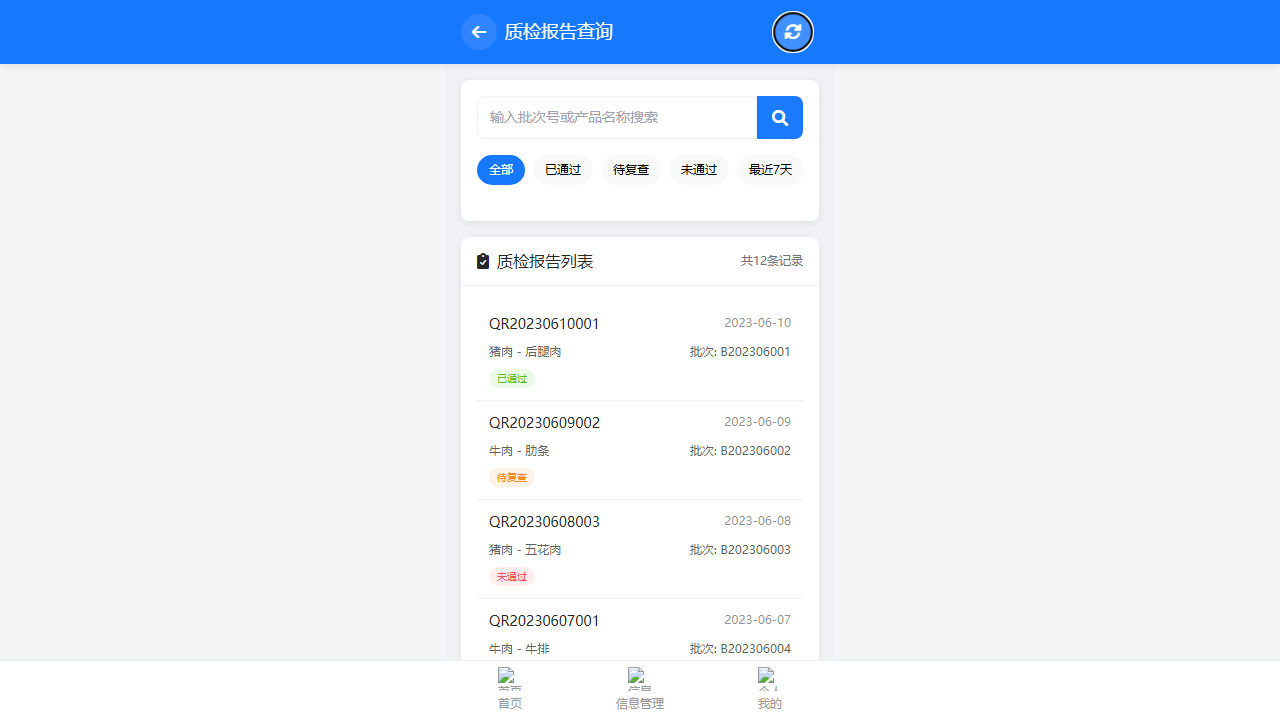 质检报告查询
输入批次号或产品名称搜索
全部 已通过 待复查 未通过 最近7天
质检报告列表 共12条记录
QR20230610001 2023-06-10
猪肉 - 后腿肉 批次: B202306001
已通过
QR20230609002 2023-06-09
牛肉 - 肋条 批次: B202306002
待复查
QR20230608003 2023-06-08
猪肉 - 五花肉 批次: B202306003
未通过
QR20230607001 2023-06-07
牛肉 - 牛排 批次: B202306004
首页 信息管理 我的